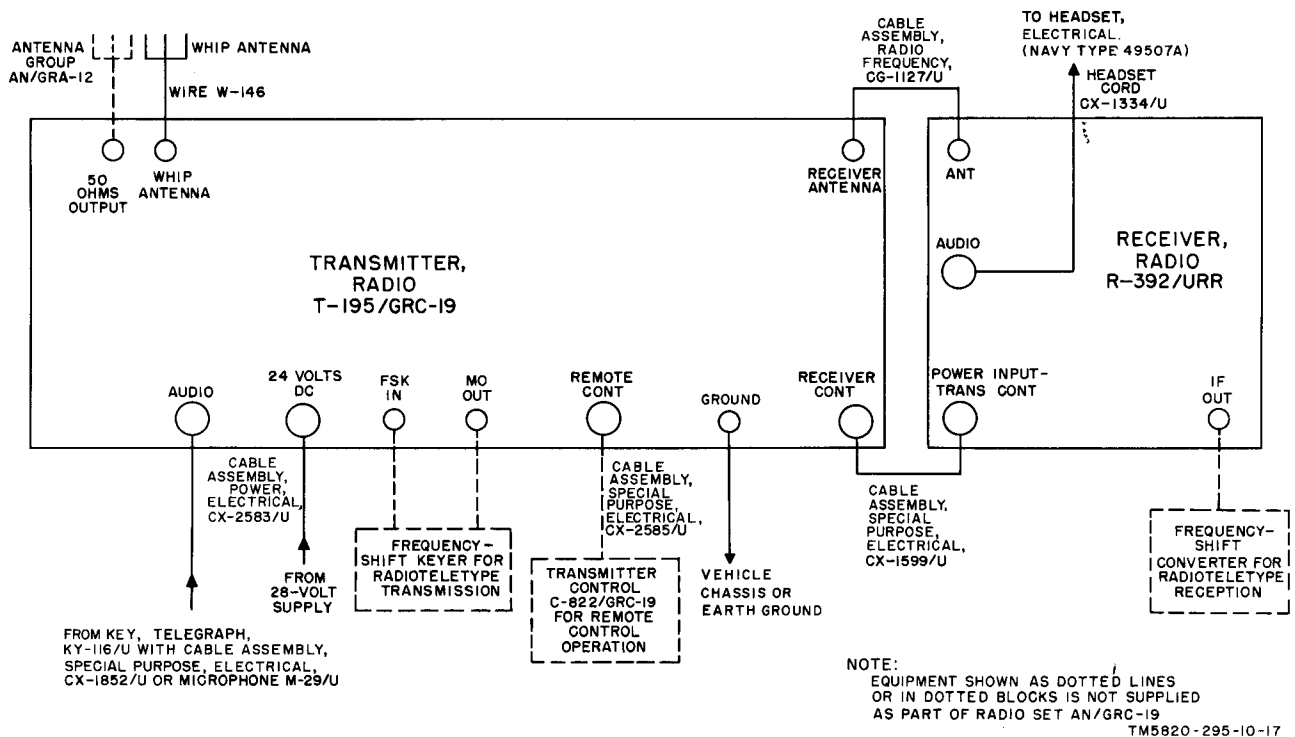 ANTENNA
GROUP
AN/GRA-12
WHIP ANTENNA
WIRE W-146
CABLE
ASSEMBLY,
RADIO
FREQUENCY,
CG-1127/U
TO HEADSET,
ELECTRICAL.
(NAVY TYPE 49507A)
HEADSET
CORD
CX-1334/U
50
OHMS
OUTPUT
WHIP
ANTENNA
RECEIVER
ANTENNA
ANT
TRANSMITTER,
RADIO
T-195/GRC-19
AUDIO
RECEIVER,
RADIO
R-392/URR
AUDIO
24 VOLTS
DC
FSK
IN
MO
OUT
REMOTE
CONT
GROUND
RECEIVER
CONT
POWER INPUT-
TRANS CONT
IF
OUT
CABLE
ASSEMBLY,
POWER,
ELECTRICAL,
CX-2583/U
FROM
28-VOLT
SUPPLY
FREQUENCY-
SHIFT KEYER FOR
RADIOTELETYPE
TRANSMISSION
CABLE
ASSEMBLY,
SPECIAL
PURPOSE,
ELECTRICAL,
CX-2585/U
TRANSMITTER
CONTROL
C-822/GRC-19
FOR REMOTE
CONTROL
OPERATION
VEHICLE
CHASSIS OR
EARTH GROUND
CABLE
ASSEMBLY,
SPECIAL
PURPOSE,
ELECTRICAL,
CX-1599/U
FREQUENCY-
SHIFT
CONVERTER FOR
RADIOTELETYPE
RECEPTION
FROM KEY, TELEGRAPH,
KY-116/U WITH CABLE ASSEMBLY,
SPECIAL PURPOSE, ELECTRICAL,
CX-1852/U OR MICROPHONE M-29/U
NOTE:
EQUIPMENT SHOWN AS DOTTED LINES
OR IN DOTTED BLOCKS IS NOT SUPPLIED
AS PART OF RADIO SET AN/GRC-19
TM5820-295-10-17